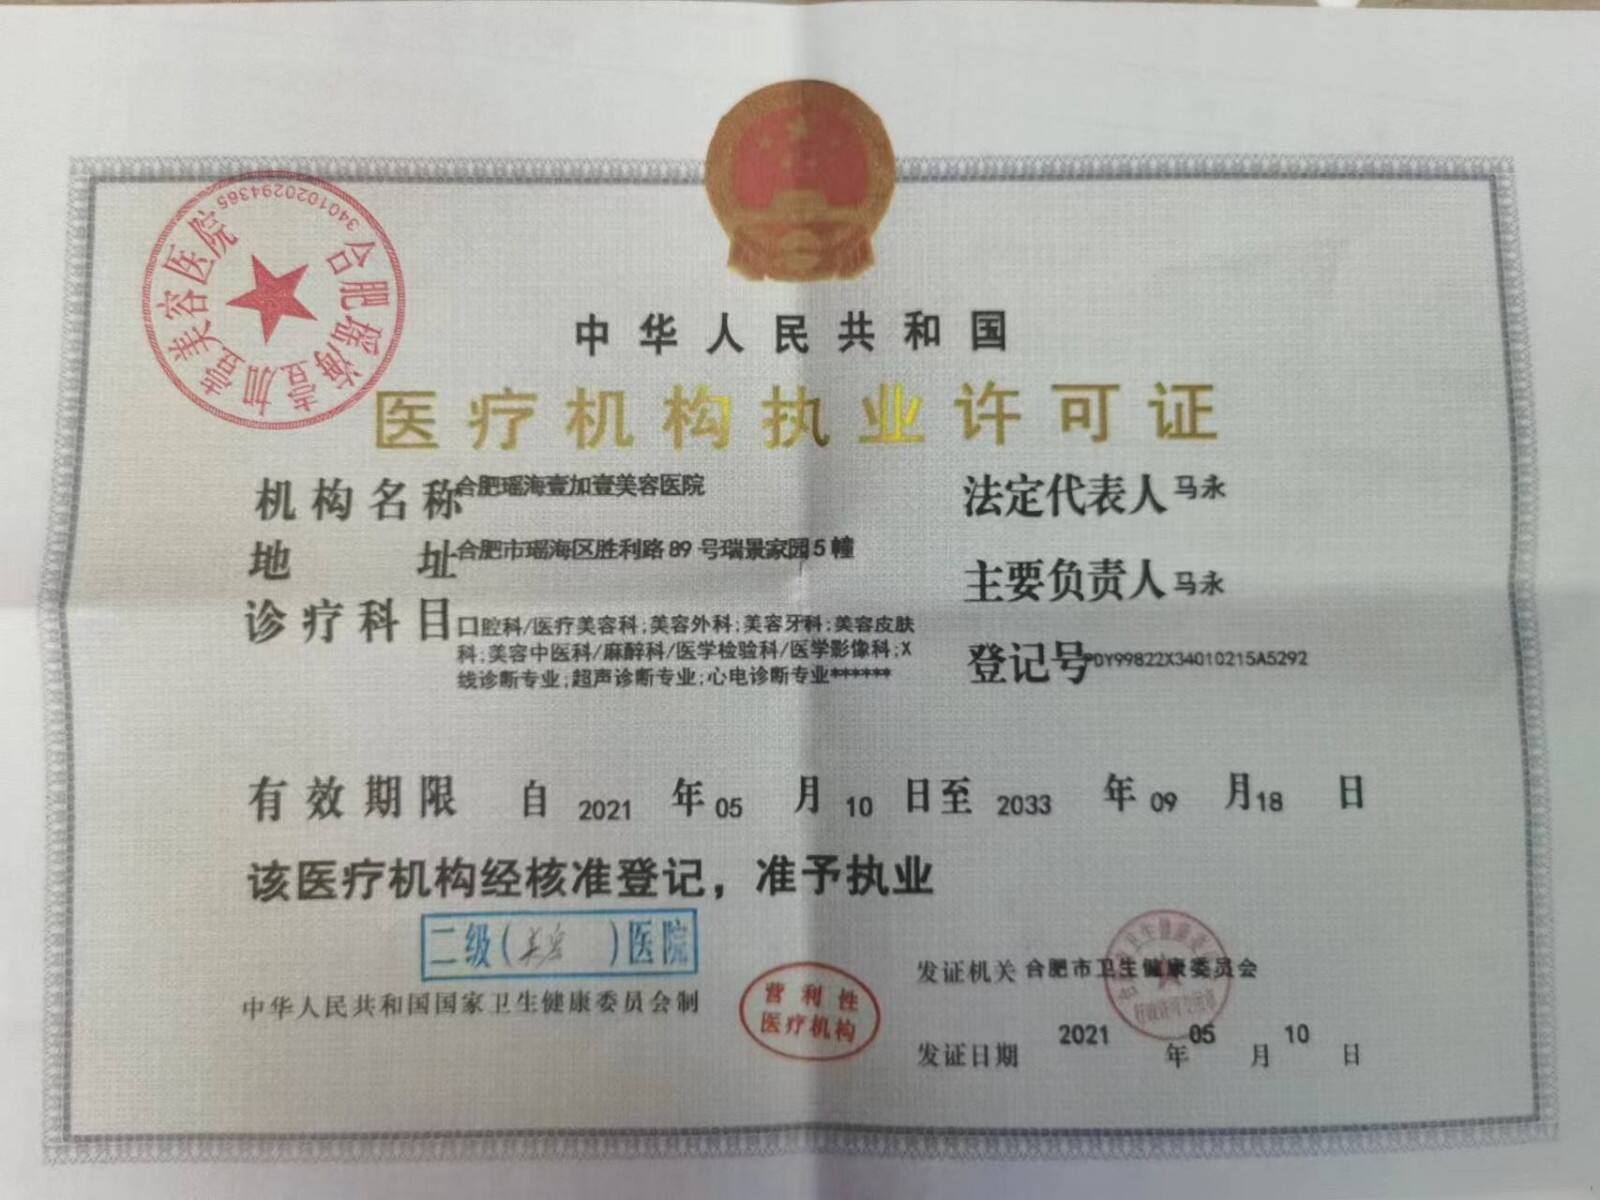 中华人民共和国
医疗机构执业许可证
合肥瑶海壹加壹美容医院
3401020294365
机构名称 合肥瑶海壹加壹美容医院
地址 合肥市瑶海区胜利路89号瑞景家园5幢
诊疗科目 口腔科/医疗美容科;美容外科;美容牙科;美容皮肤
科;美容中医科/麻醉科/医学检验科/医学影像科;X
线诊断专业;超声诊断专业;心电诊断专业******
法定代表人 马永
主要负责人 马永
登记号 PDY99822X34010215A5292
有效期限 自 2021 年 05 月 10 日至 2033 年 09 月 18 日
该医疗机构经核准登记，准予执业
二级(美容)医院
中华人民共和国国家卫生健康委员会制
营利性
医疗机构
发证机关 合肥市卫生健康委员会
发证日期 2021 年 05 月 10 日